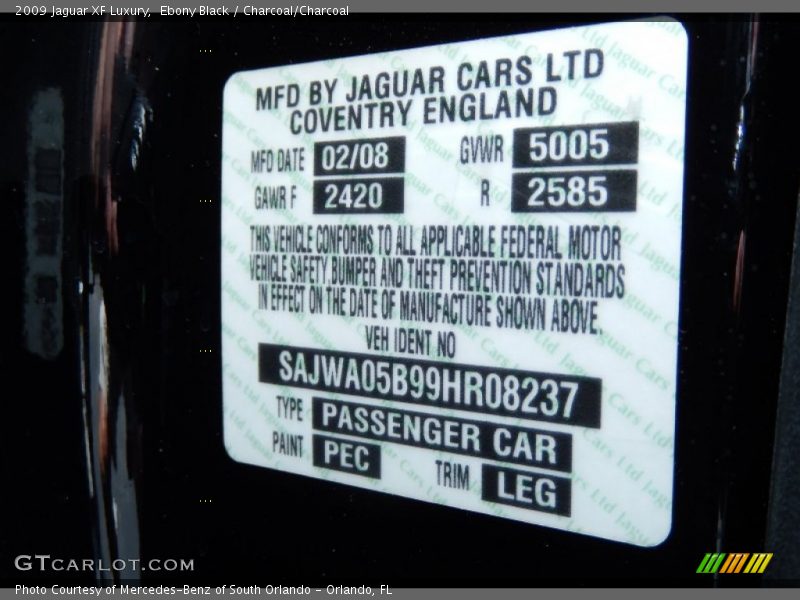 2009 Jaguar XF Luxury, Ebony Black / Charcoal/Charcoal
MFD BY JAGUAR CARS LTD
COVENTRY ENGLAND
MFD DATE 02/08 GVWR 5005
GAWR F 2420 R 2585
THIS VEHICLE CONFORMS TO ALL APPLICABLE FEDERAL MOTOR
VEHICLE SAFETY, BUMPER AND THEFT PREVENTION STANDARDS
IN EFFECT ON THE DATE OF MANUFACTURE SHOWN ABOVE.
VEH IDENT NO
SAJWA05B99HR08237
TYPE PASSENGER CAR
PAINT PEC TRIM LEG
GTCARLOT.COM
Photo Courtesy of Mercedes-Benz of South Orlando - Orlando, FL